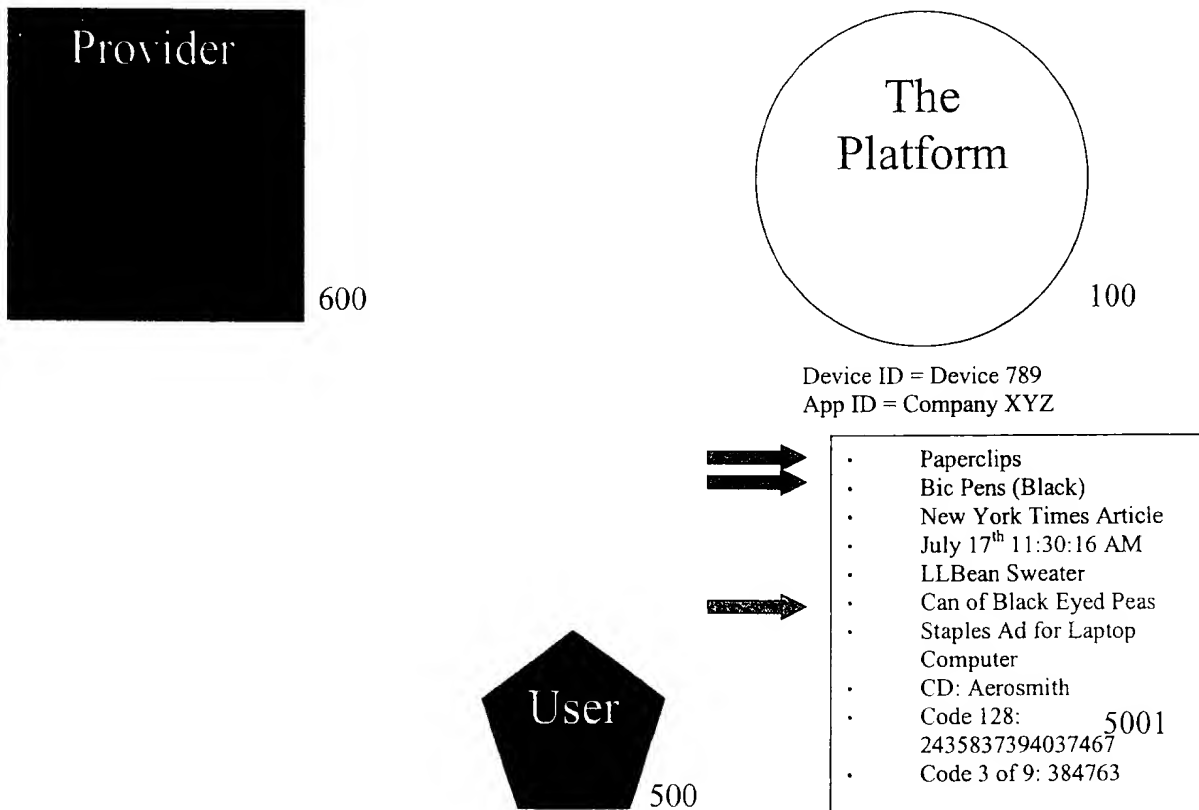 Provider
600
The
Platform
100
Device ID = Device 789
App ID = Company XYZ
· Paperclips
· Bic Pens (Black)
· New York Times Article
· July 17th 11:30:16 AM
· LLBean Sweater
· Can of Black Eyed Peas
· Staples Ad for Laptop
Computer
· CD: Aerosmith
· Code 128:
2435837394037467
· Code 3 of 9: 384763
5001
User
500